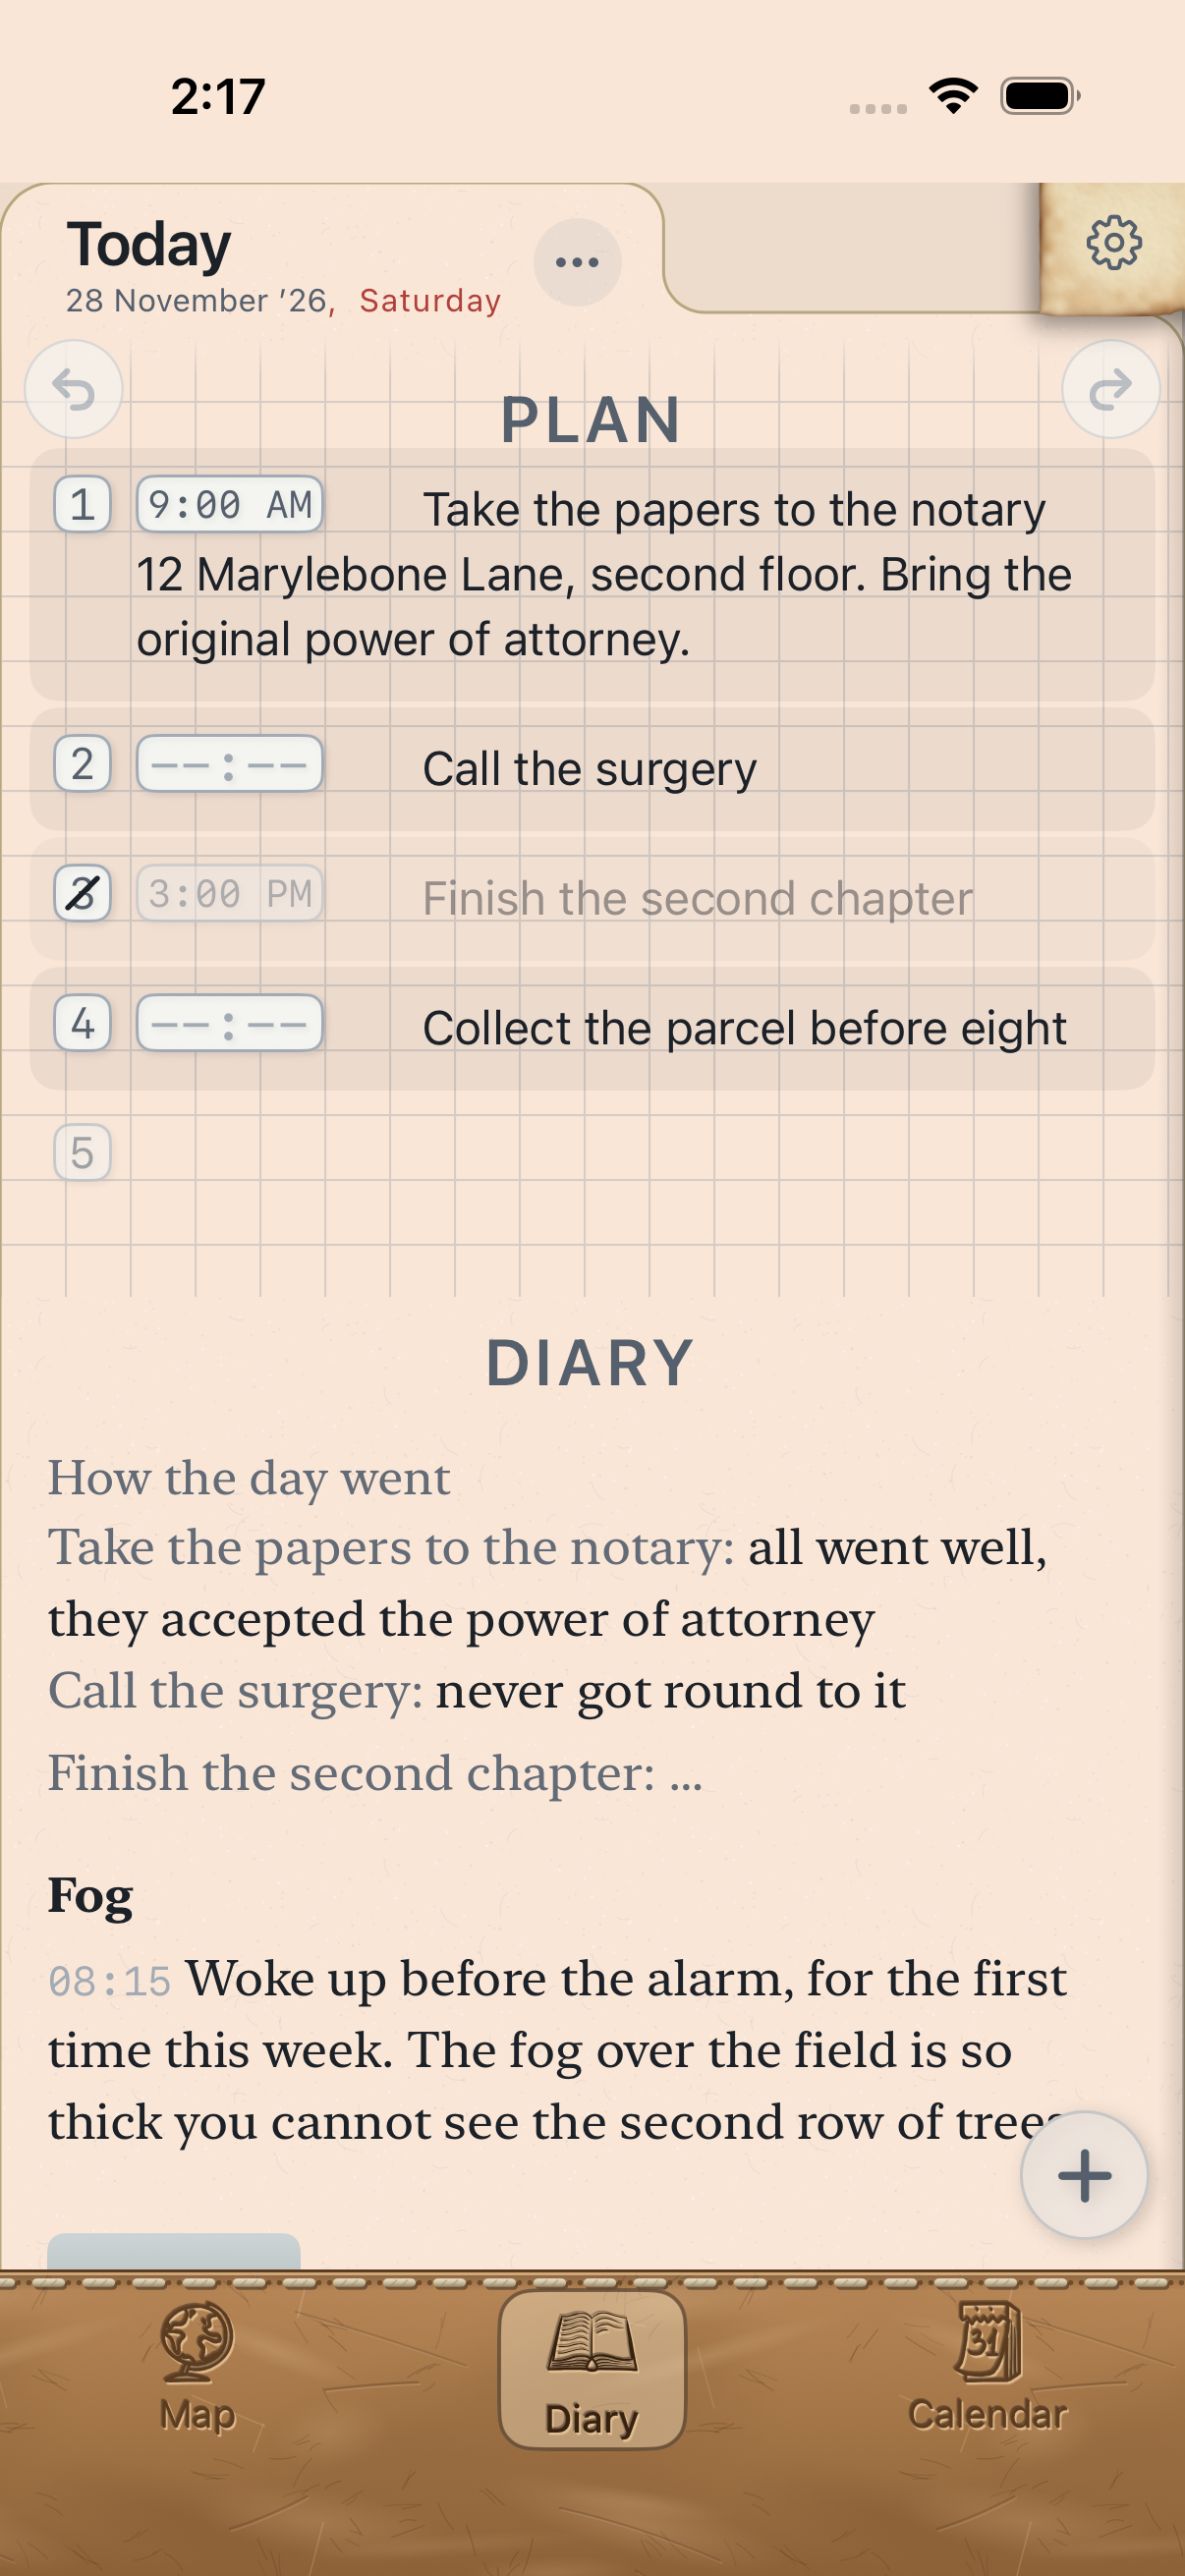 2:17
Today
28 November ’26, Saturday
PLAN
1 9:00 AM Take the papers to the notary
12 Marylebone Lane, second floor. Bring the
original power of attorney.
2 --:-- Call the surgery
3 3:00 PM Finish the second chapter
4 --:-- Collect the parcel before eight
5
DIARY
How the day went
Take the papers to the notary: all went well,
they accepted the power of attorney
Call the surgery: never got round to it
Finish the second chapter: ...
Fog
08:15 Woke up before the alarm, for the first
time this week. The fog over the field is so
thick you cannot see the second row of trees
31
Map Diary Calendar